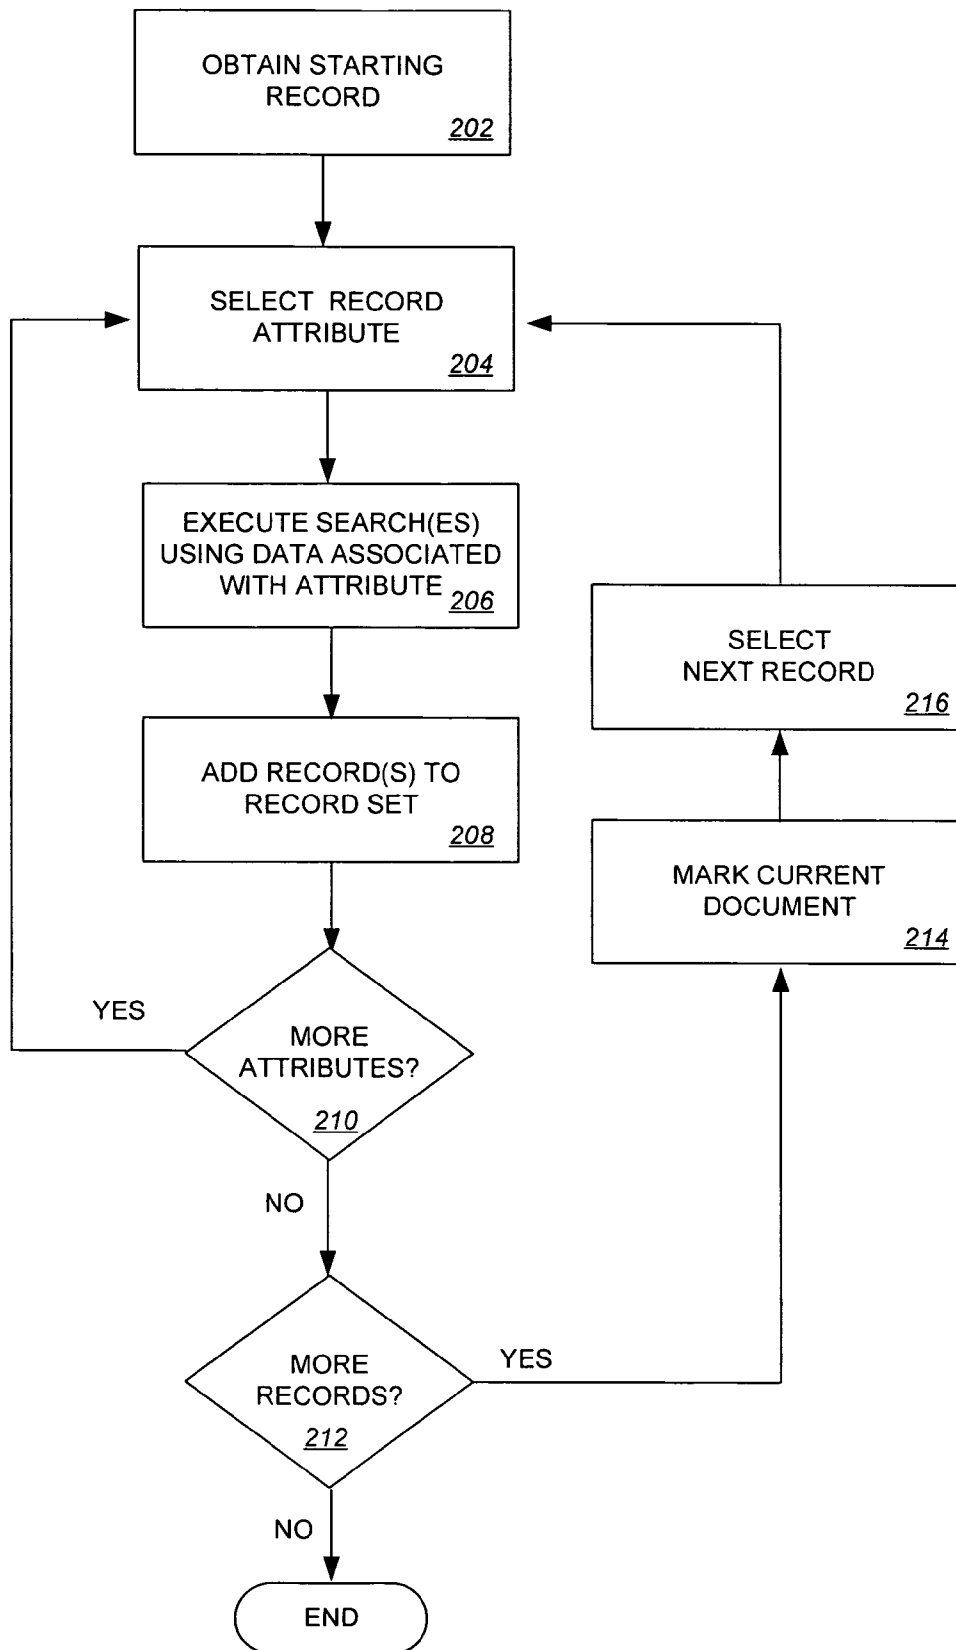 OBTAIN STARTING
RECORD
202
SELECT RECORD
ATTRIBUTE
204
EXECUTE SEARCH(ES)
USING DATA ASSOCIATED
WITH ATTRIBUTE
206
ADD RECORD(S) TO
RECORD SET
208
MORE
ATTRIBUTES?
210
YES
NO
MORE
RECORDS?
212
YES
NO
END
MARK CURRENT
DOCUMENT
214
SELECT
NEXT RECORD
216